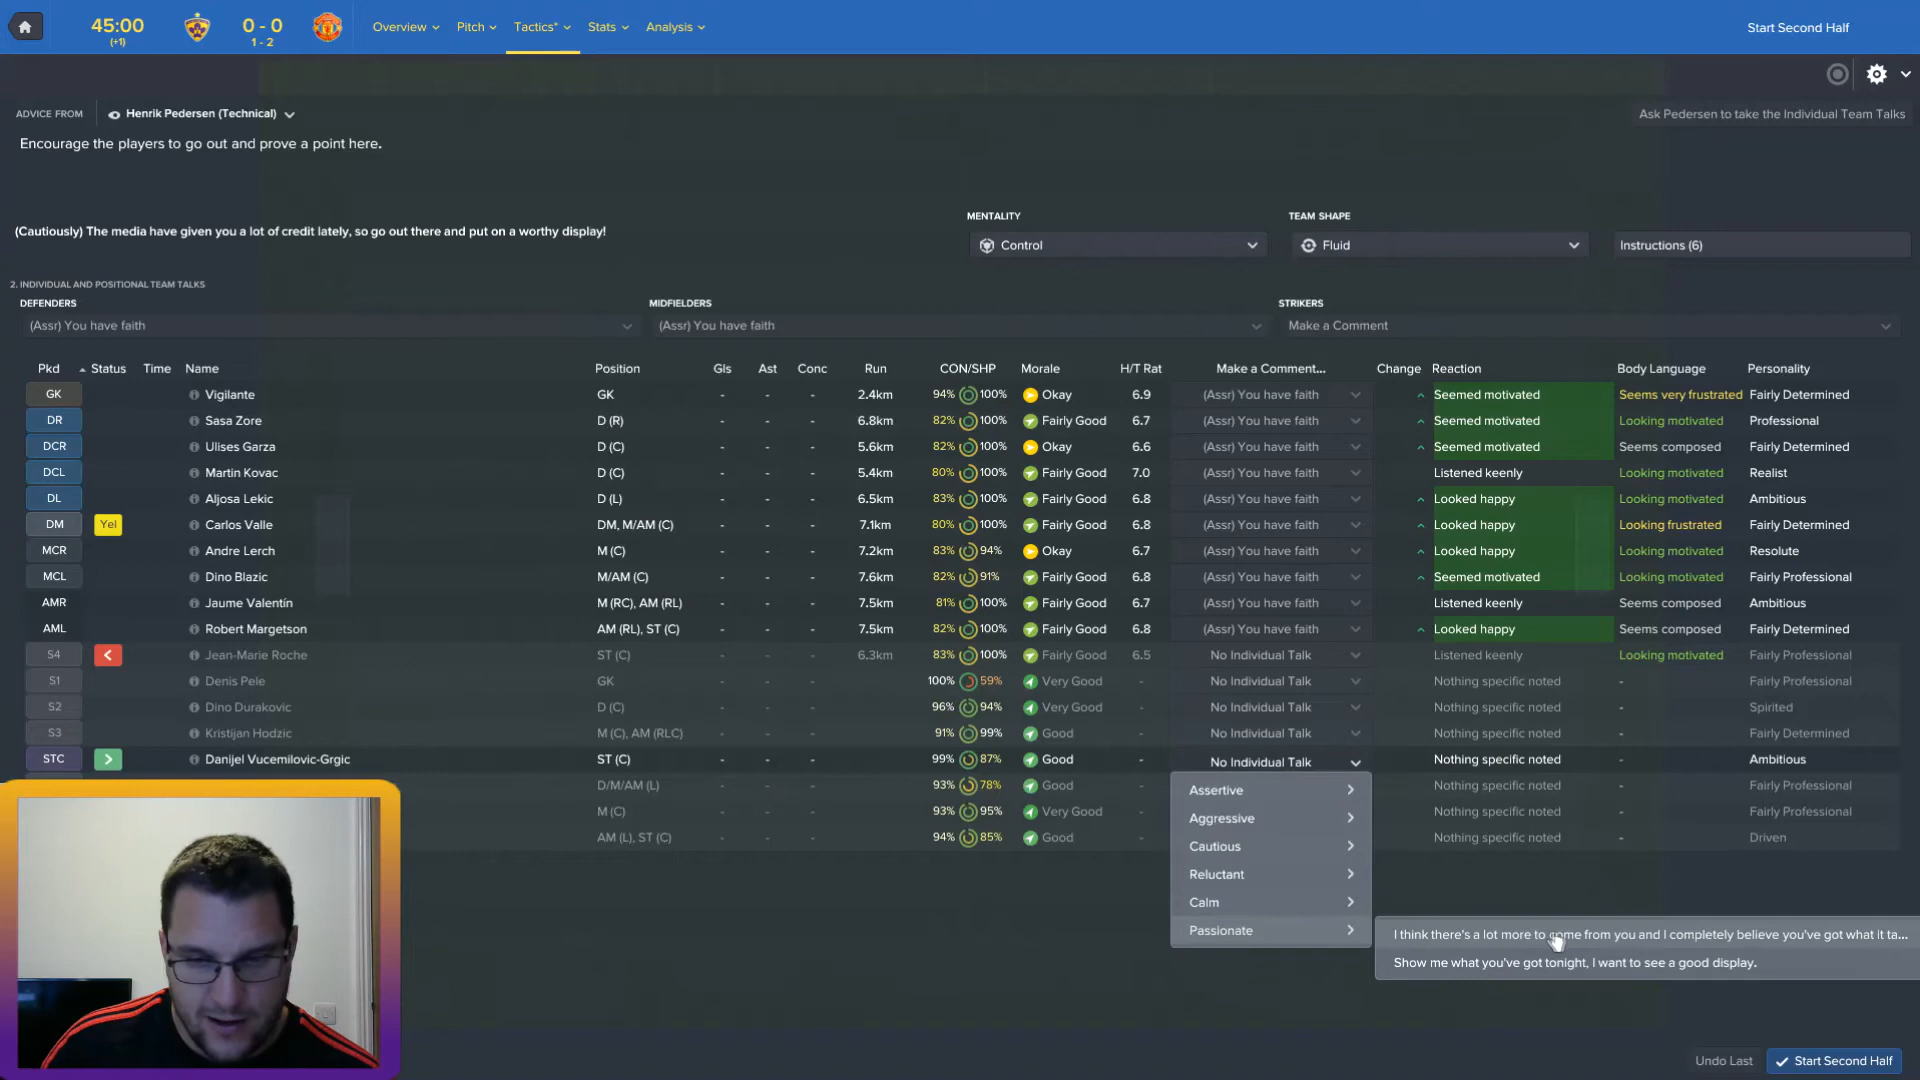 45:00 0 - 0 Overview Pitch Tactics* Stats Analysis Start Second Half
(+1) 1 - 2
ADVICE FROM Henrik Pedersen (Technical) Ask Pedersen to take the Individual Team Talks
Encourage the players to go out and prove a point here.
MENTALITY TEAM SHAPE
(Cautiously) The media have given you a lot of credit lately, so go out there and put on a worthy display! Control Fluid Instructions (6)
2. INDIVIDUAL AND POSITIONAL TEAM TALKS
DEFENDERS MIDFIELDERS STRIKERS
(Assr) You have faith (Assr) You have faith Make a Comment
Pkd Status Time Name Position Gls Ast Conc Run CON/SHP Morale H/T Rat Make a Comment... Change Reaction Body Language Personality
GK Vigilante GK - - - 2.4km 94% 100% Okay 6.9 (Assr) You have faith Seemed motivated Seems very frustrated Fairly Determined
DR Sasa Zore D (R) - - - 6.8km 82% 100% Fairly Good 6.7 (Assr) You have faith Seemed motivated Looking motivated Professional
DCR Ulises Garza D (C) - - - 5.6km 82% 100% Okay 6.6 (Assr) You have faith Seemed motivated Seems composed Fairly Determined
DCL Martin Kovac D (C) - - - 5.4km 80% 100% Fairly Good 7.0 (Assr) You have faith Listened keenly Looking motivated Realist
DL Aljosa Lekic D (L) - - - 6.5km 83% 100% Fairly Good 6.8 (Assr) You have faith Looked happy Looking motivated Ambitious
DM Yel Carlos Valle DM, M/AM (C) - - - 7.1km 80% 100% Fairly Good 6.8 (Assr) You have faith Looked happy Looking frustrated Fairly Determined
MCR Andre Lerch M (C) - - - 7.2km 83% 94% Okay 6.7 (Assr) You have faith Looked happy Looking motivated Resolute
MCL Dino Blazic M/AM (C) - - - 7.6km 82% 91% Fairly Good 6.8 (Assr) You have faith Seemed motivated Looking motivated Fairly Professional
AMR Jaume Valentín M (RC), AM (RL) - - - 7.5km 81% 100% Fairly Good 6.7 (Assr) You have faith Listened keenly Seems composed Ambitious
AML Robert Margetson AM (RL), ST (C) - - - 7.5km 82% 100% Fairly Good 6.8 (Assr) You have faith Looked happy Seems composed Fairly Determined
S4 Jean-Marie Roche ST (C) - - - 6.3km 83% 100% Fairly Good 6.5 No Individual Talk Listened keenly Looking motivated Fairly Professional
S1 Denis Pele GK - - - 100% 59% Very Good - No Individual Talk Nothing specific noted - Fairly Professional
S2 Dino Durakovic D (C) - - - 96% 94% Very Good - No Individual Talk Nothing specific noted - Spirited
S3 Kristijan Hodzic M (C), AM (RLC) - - - 91% 99% Good - No Individual Talk Nothing specific noted - Fairly Determined
STC Danijel Vucemilovic-Grgic ST (C) - - - 99% 87% Good - No Individual Talk Nothing specific noted - Ambitious
D/M/AM (L) - - - 93% 78% Good - Nothing specific noted - Fairly Professional
M (C) - - - 93% 95% Very Good - Nothing specific noted - Fairly Professional
AM (L), ST (C) - - - 94% 85% Good - Nothing specific noted - Driven
Assertive
Aggressive
Cautious
Reluctant
Calm
Passionate
I think there's a lot more to come from you and I completely believe you've got what it ta...
Show me what you've got tonight, I want to see a good display.
Undo Last Start Second Half